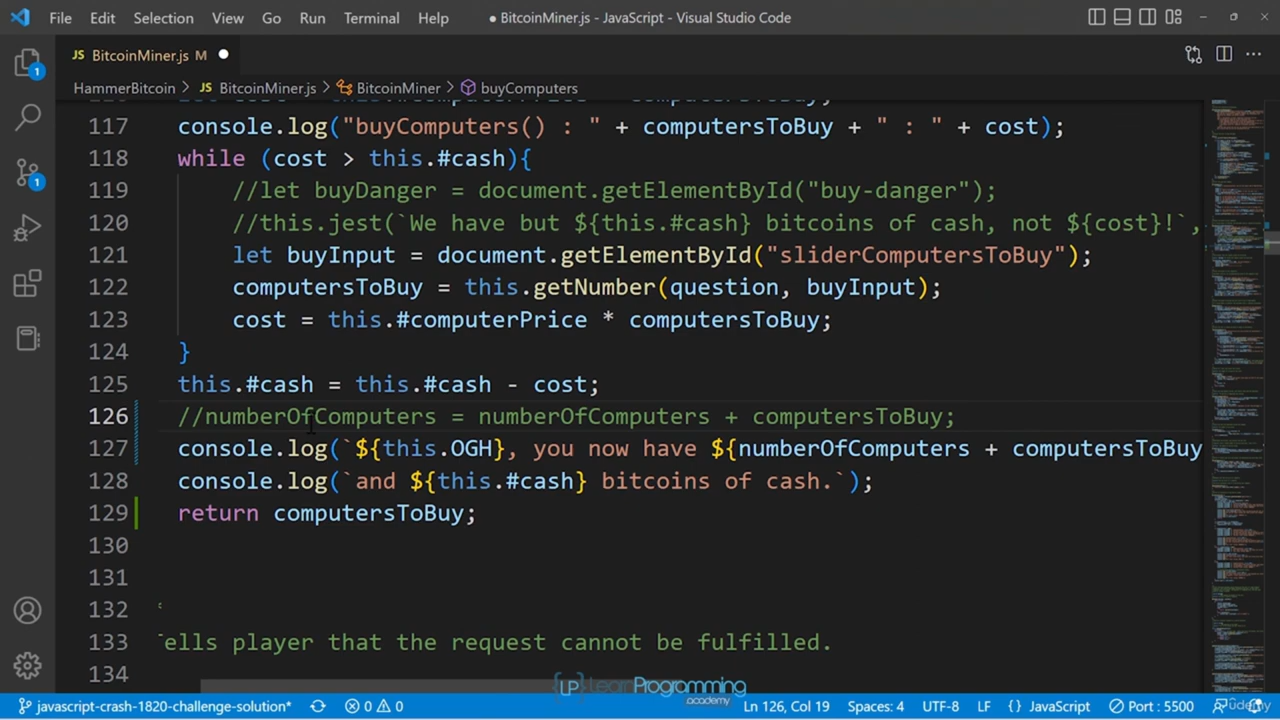 File Edit Selection View Go Run Terminal Help ● BitcoinMiner.js - JavaScript - Visual Studio Code
JS BitcoinMiner.js M ●
HammerBitcoin > JS BitcoinMiner.js > BitcoinMiner > buyComputers
117 console.log("buyComputers() : " + computersToBuy + " : " + cost);
118 while (cost > this.#cash){
119 //let buyDanger = document.getElementById("buy-danger");
120 //this.jest(`We have but ${this.#cash} bitcoins of cash, not ${cost}!`,
121 let buyInput = document.getElementById("sliderComputersToBuy");
122 computersToBuy = this.getNumber(question, buyInput);
123 cost = this.#computerPrice * computersToBuy;
124 }
125 this.#cash = this.#cash - cost;
126 //numberOfComputers = numberOfComputers + computersToBuy;
127 console.log(`${this.OGH}, you now have ${numberOfComputers + computersToBuy
128 console.log(`and ${this.#cash} bitcoins of cash.`);
129 return computersToBuy;
130
131
132
133 ells player that the request cannot be fulfilled.
134
1
1
{LP} LearnProgramming .academy
javascript-crash-1820-challenge-solution* 0 0 Ln 126, Col 19 Spaces: 4 UTF-8 LF {} JavaScript Port : 5500
udemy